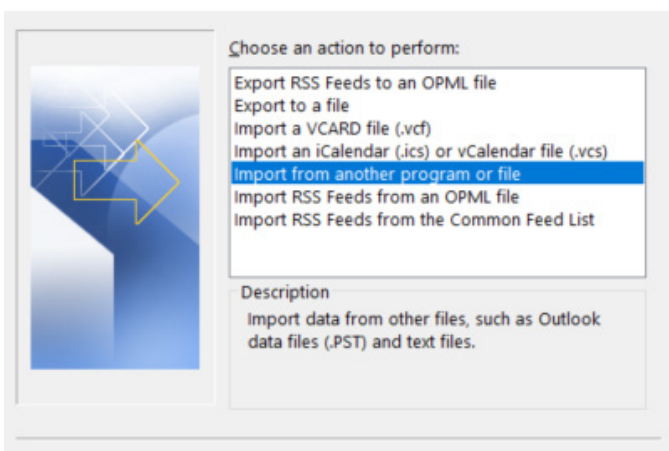 Choose an action to perform:
Export RSS Feeds to an OPML file
Export to a file
Import a VCARD file (.vcf)
Import an iCalendar (.ics) or vCalendar file (.vcs)
Import from another program or file
Import RSS Feeds from an OPML file
Import RSS Feeds from the Common Feed List
Description
Import data from other files, such as Outlook
data files (.PST) and text files.